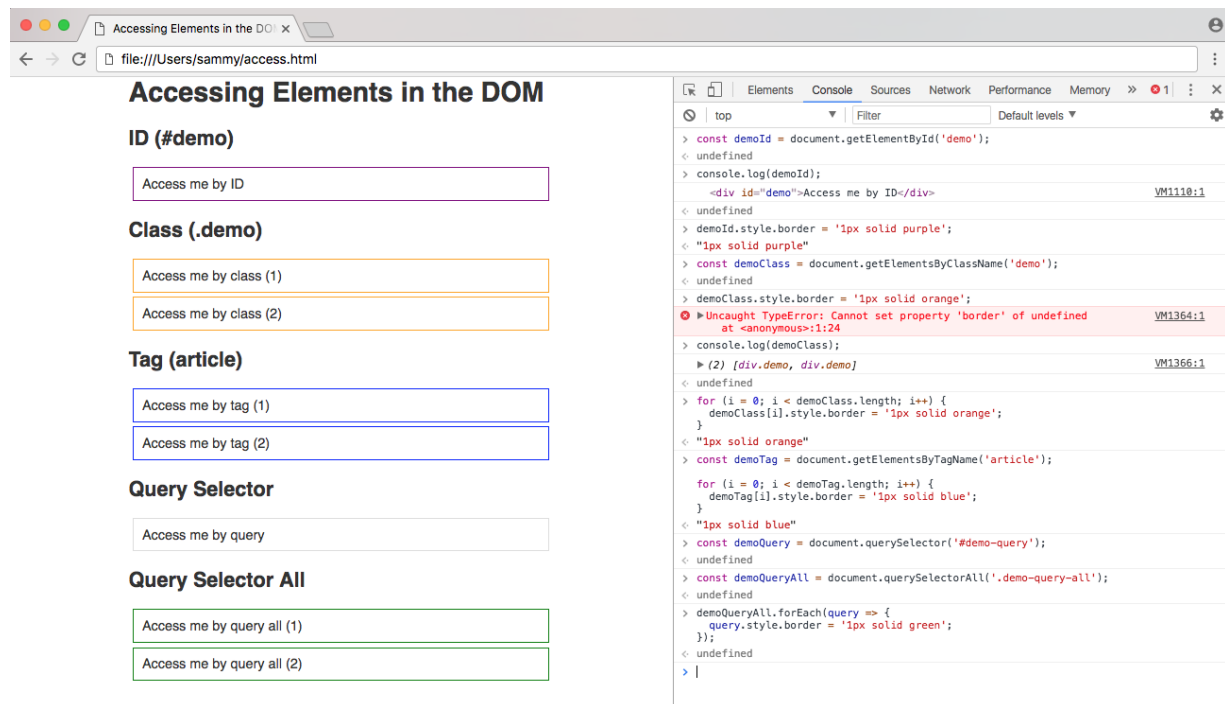 Accessing Elements in the DO
file:///Users/sammy/access.html
Accessing Elements in the DOM
ID (#demo)
Access me by ID
Class (.demo)
Access me by class (1)
Access me by class (2)
Tag (article)
Access me by tag (1)
Access me by tag (2)
Query Selector
Access me by query
Query Selector All
Access me by query all (1)
Access me by query all (2)
Elements Console Sources Network Performance Memory » 1
top Filter Default levels
> const demoId = document.getElementById('demo');
undefined
> console.log(demoId);
<div id="demo">Access me by ID</div> VM1110:1
undefined
> demoId.style.border = '1px solid purple';
"1px solid purple"
> const demoClass = document.getElementsByClassName('demo');
undefined
> demoClass.style.border = '1px solid orange';
Uncaught TypeError: Cannot set property 'border' of undefined VM1364:1
at <anonymous>:1:24
> console.log(demoClass);
(2) [div.demo, div.demo] VM1366:1
undefined
> for (i = 0; i < demoClass.length; i++) {
demoClass[i].style.border = '1px solid orange';
}
"1px solid orange"
> const demoTag = document.getElementsByTagName('article');
for (i = 0; i < demoTag.length; i++) {
demoTag[i].style.border = '1px solid blue';
}
"1px solid blue"
> const demoQuery = document.querySelector('#demo-query');
undefined
> const demoQueryAll = document.querySelectorAll('.demo-query-all');
undefined
> demoQueryAll.forEach(query => {
query.style.border = '1px solid green';
});
undefined
>